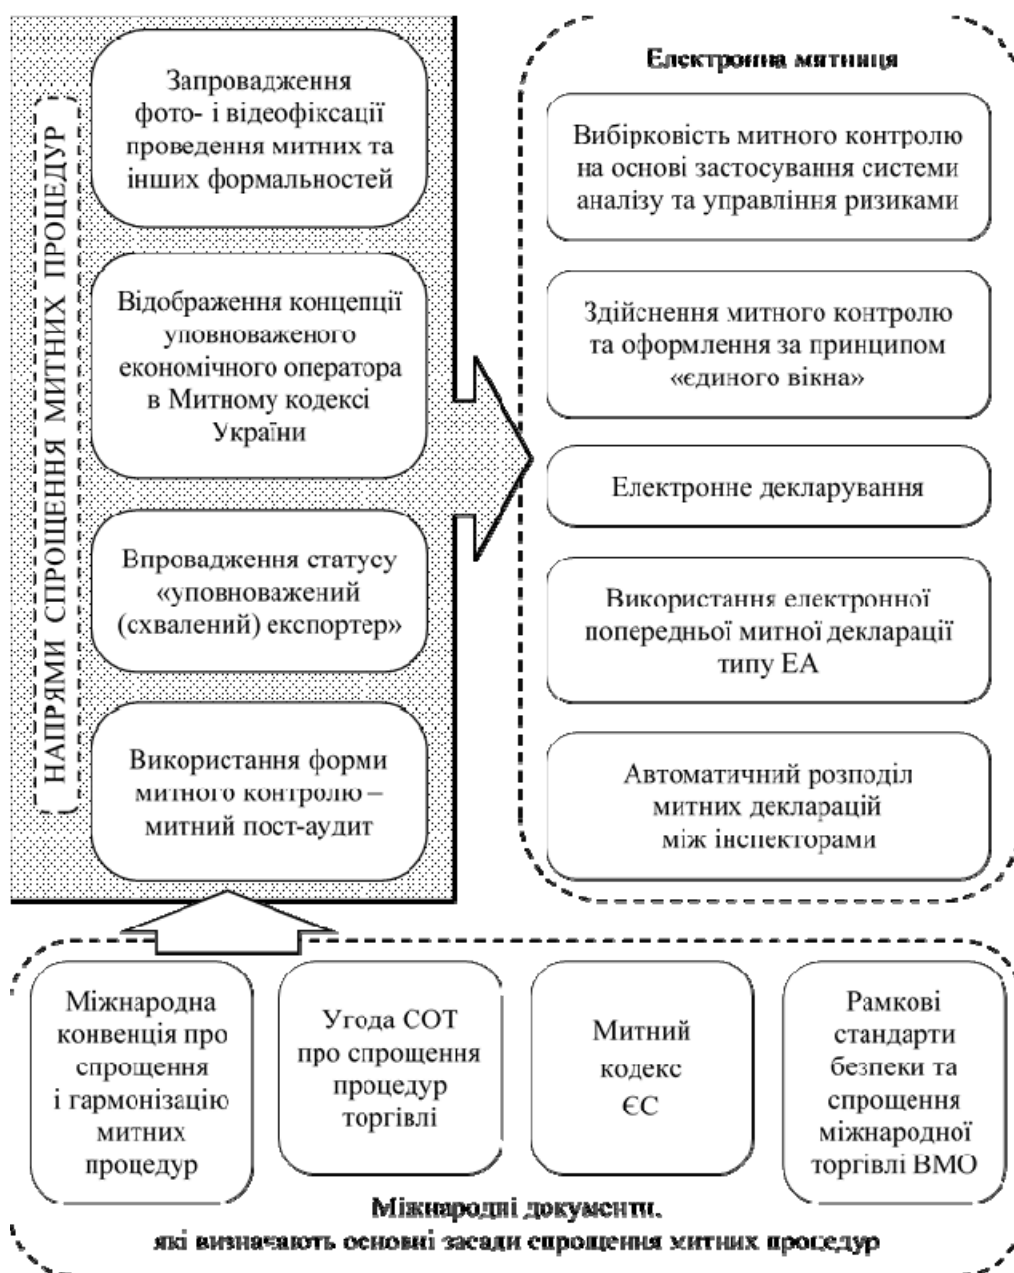 НАПРЯМИ СПРОЩЕННЯ МИТНИХ ПРОЦЕДУР
Запровадження
фото- і відеофіксації
проведення митних та
інших формальностей
Відображення концепції
уповноваженого
економічного оператора
в Митному кодексі
України
Впровадження статусу
«уповноважений
(схвалений) експортер»
Використання форми
митного контролю –
митний пост-аудит
Електронна митниця
Вибірковість митного контролю
на основі застосування системи
аналізу та управління ризиками
Здійснення митного контролю
та оформлення за принципом
«єдиного вікна»
Електронне декларування
Використання електронної
попередньої митної декларації
типу ЕА
Автоматичний розподіл
митних декларацій
між інспекторами
Міжнародна
конвенція про
спрощення
і гармонізацію
митних
процедур
Угода СОТ
про спрощення
процедур
торгівлі
Митний
кодекс
ЄС
Рамкові
стандарти
безпеки та
спрощення
міжнародної
торгівлі ВМО
Міжнародні документи,
які визначають основні засади спрощення митних процедур